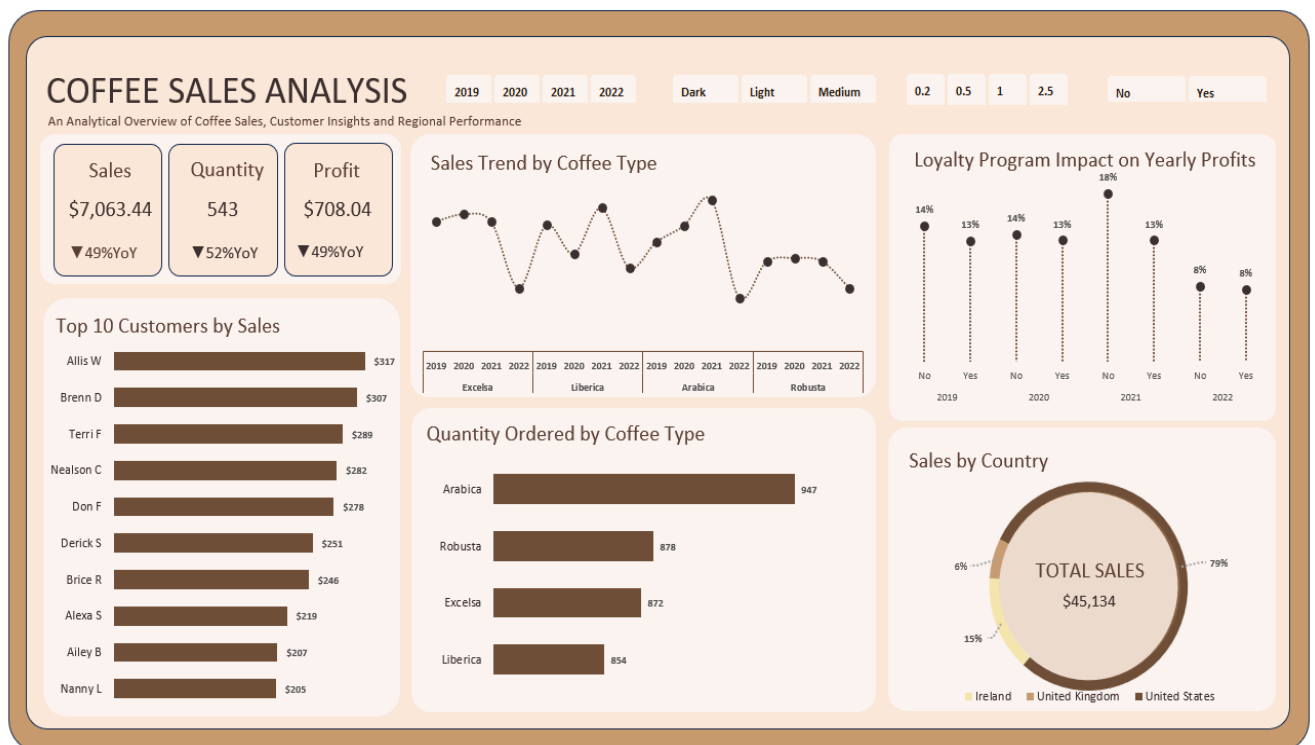 COFFEE SALES ANALYSIS
An Analytical Overview of Coffee Sales, Customer Insights and Regional Performance
2019 2020 2021 2022
Dark Light Medium
0.2 0.5 1 2.5
No Yes
Sales
$7,063.44
▼49%YoY
Quantity
543
▼52%YoY
Profit
$708.04
▼49%YoY
Top 10 Customers by Sales
Allis W $317
Brenn D $307
Terri F $289
Nealson C $282
Don F $278
Derick S $251
Brice R $246
Alexa S $219
Ailey B $207
Nanny L $205
Sales Trend by Coffee Type
2019 2020 2021 2022 2019 2020 2021 2022 2019 2020 2021 2022 2019 2020 2021 2022
Excelsa Liberica Arabica Robusta
Quantity Ordered by Coffee Type
Arabica 947
Robusta 878
Excelsa 872
Liberica 854
Loyalty Program Impact on Yearly Profits
14% 13% 14% 13% 18% 13% 8% 8%
No Yes No Yes No Yes No Yes
2019 2020 2021 2022
Sales by Country
6%
79%
15%
TOTAL SALES
$45,134
Ireland United Kingdom United States